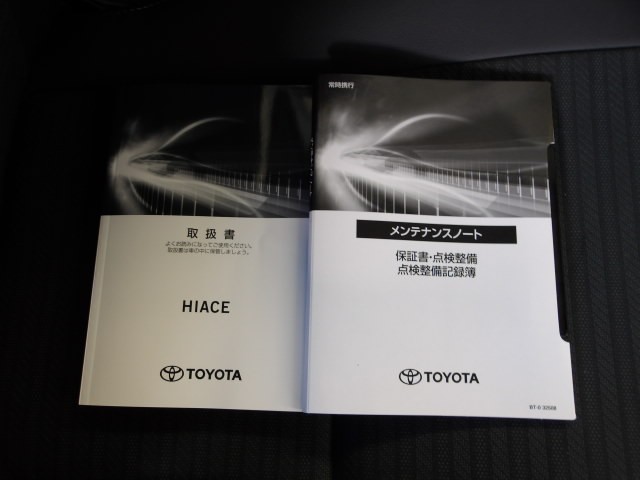 取扱書
よくお読みになってご使用ください。
取扱書は車の中に保管しましょう。
HIACE
TOYOTA
常時携行
メンテナンスノート
保証書・点検整備
点検整備記録簿
TOYOTA